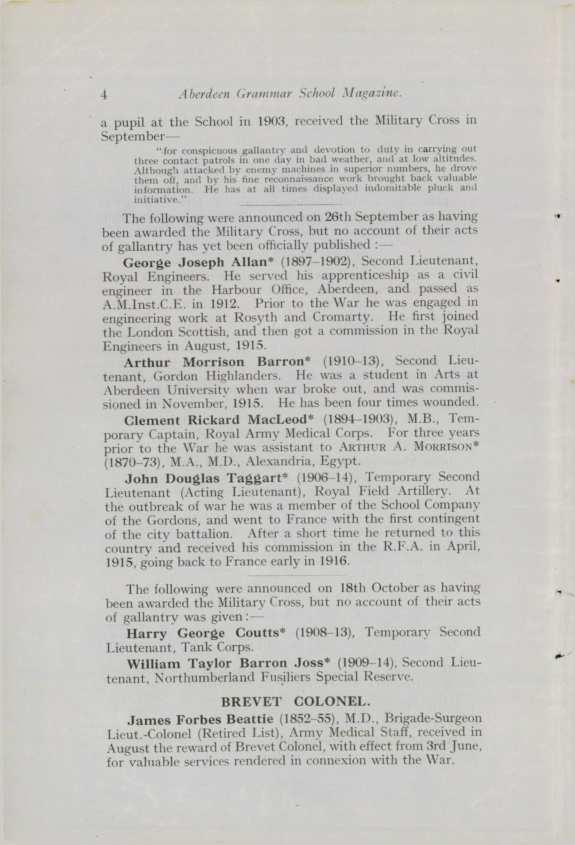 4 Aberdeen Grammar School Magazine.
a pupil at the School in 1903, received the Military Cross in
September—
"for conspicuous gallantry and devotion to duty in carrying out
three contact patrols in one day in bad weather, and at low altitudes.
Although attacked by enemy machines in superior numbers, he drove
them off, and by his fine reconnaissance work brought back valuable
information. He has at all times displayed indomitable pluck and
initiative."
The following were announced on 26th September as having
been awarded the Military Cross, but no account of their acts
of gallantry has yet been officially published :—
George Joseph Allan* (1897–1902), Second Lieutenant,
Royal Engineers. He served his apprenticeship as a civil
engineer in the Harbour Office, Aberdeen, and passed as
A.M.Inst.C.E. in 1912. Prior to the War he was engaged in
engineering work at Rosyth and Cromarty. He first joined
the London Scottish, and then got a commission in the Royal
Engineers in August, 1915.
Arthur Morrison Barron* (1910–13), Second Lieu-
tenant, Gordon Highlanders. He was a student in Arts at
Aberdeen University when war broke out, and was commis-
sioned in November, 1915. He has been four times wounded.
Clement Rickard MacLeod* (1894–1903), M.B., Tem-
porary Captain, Royal Army Medical Corps. For three years
prior to the War he was assistant to ARTHUR A. MORRISON*
(1870–73), M.A., M.D., Alexandria, Egypt.
John Douglas Taggart* (1906–14), Temporary Second
Lieutenant (Acting Lieutenant), Royal Field Artillery. At
the outbreak of war he was a member of the School Company
of the Gordons, and went to France with the first contingent
of the city battalion. After a short time he returned to this
country and received his commission in the R.F.A. in April,
1915, going back to France early in 1916.
The following were announced on 18th October as having
been awarded the Military Cross, but no account of their acts
of gallantry was given :—
Harry George Coutts* (1908–13), Temporary Second
Lieutenant, Tank Corps.
William Taylor Barron Joss* (1909–14), Second Lieu-
tenant, Northumberland Fusiliers Special Reserve.
BREVET COLONEL.
James Forbes Beattie (1852–55), M.D., Brigade-Surgeon
Lieut.-Colonel (Retired List), Army Medical Staff, received in
August the reward of Brevet Colonel, with effect from 3rd June,
for valuable services rendered in connexion with the War.